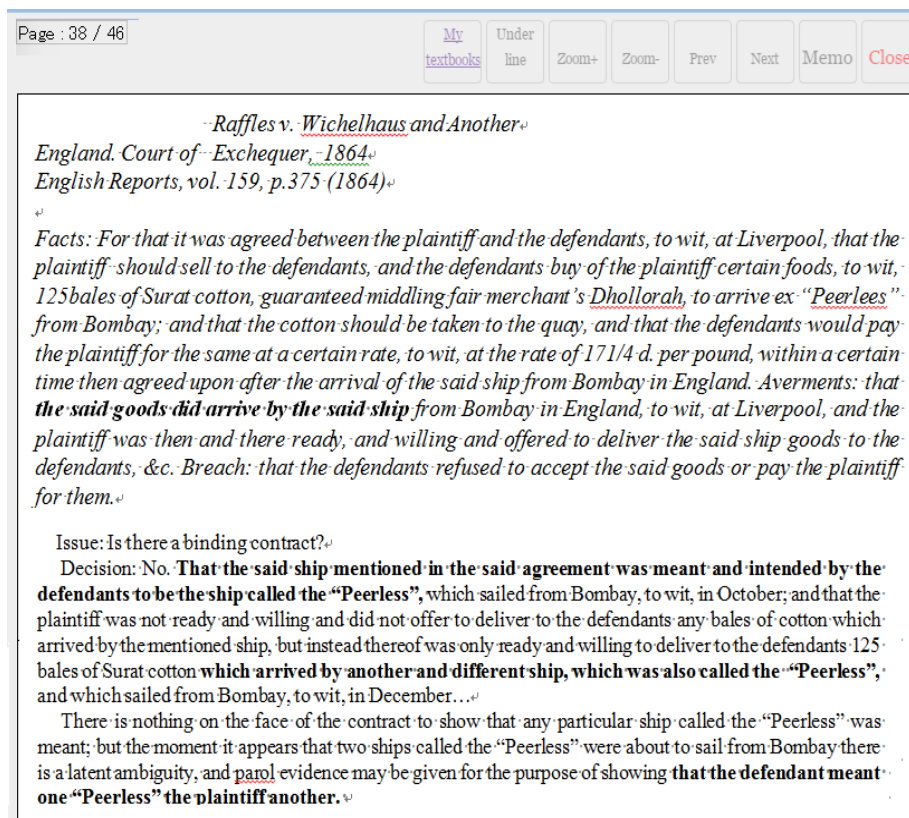 Page : 38 / 46
My textbooks
Under line
Zoom+
Zoom-
Prev
Next
Memo
Close
Raffles v. Wichelhaus and Another
England. Court of Exchequer, 1864
English Reports, vol. 159, p.375 (1864)
Facts: For that it was agreed between the plaintiff and the defendants, to wit, at Liverpool, that the
plaintiff should sell to the defendants, and the defendants buy of the plaintiff certain foods, to wit,
125bales of Surat cotton, guaranteed middling fair merchant's Dhollorah, to arrive ex “Peerlees”
from Bombay; and that the cotton should be taken to the quay, and that the defendants would pay
the plaintiff for the same at a certain rate, to wit, at the rate of 171/4 d. per pound, within a certain
time then agreed upon after the arrival of the said ship from Bombay in England. Averments: that
the said goods did arrive by the said ship from Bombay in England, to wit, at Liverpool, and the
plaintiff was then and there ready, and willing and offered to deliver the said ship goods to the
defendants, &c. Breach: that the defendants refused to accept the said goods or pay the plaintiff
for them.
Issue: Is there a binding contract?
Decision: No. That the said ship mentioned in the said agreement was meant and intended by the
defendants to be the ship called the “Peerless”, which sailed from Bombay, to wit, in October; and that the
plaintiff was not ready and willing and did not offer to deliver to the defendants any bales of cotton which
arrived by the mentioned ship, but instead thereof was only ready and willing to deliver to the defendants 125
bales of Surat cotton which arrived by another and different ship, which was also called the “Peerless”,
and which sailed from Bombay, to wit, in December…
There is nothing on the face of the contract to show that any particular ship called the “Peerless” was
meant; but the moment it appears that two ships called the “Peerless” were about to sail from Bombay there
is a latent ambiguity, and parol evidence may be given for the purpose of showing that the defendant meant
one “Peerless” the plaintiff another.